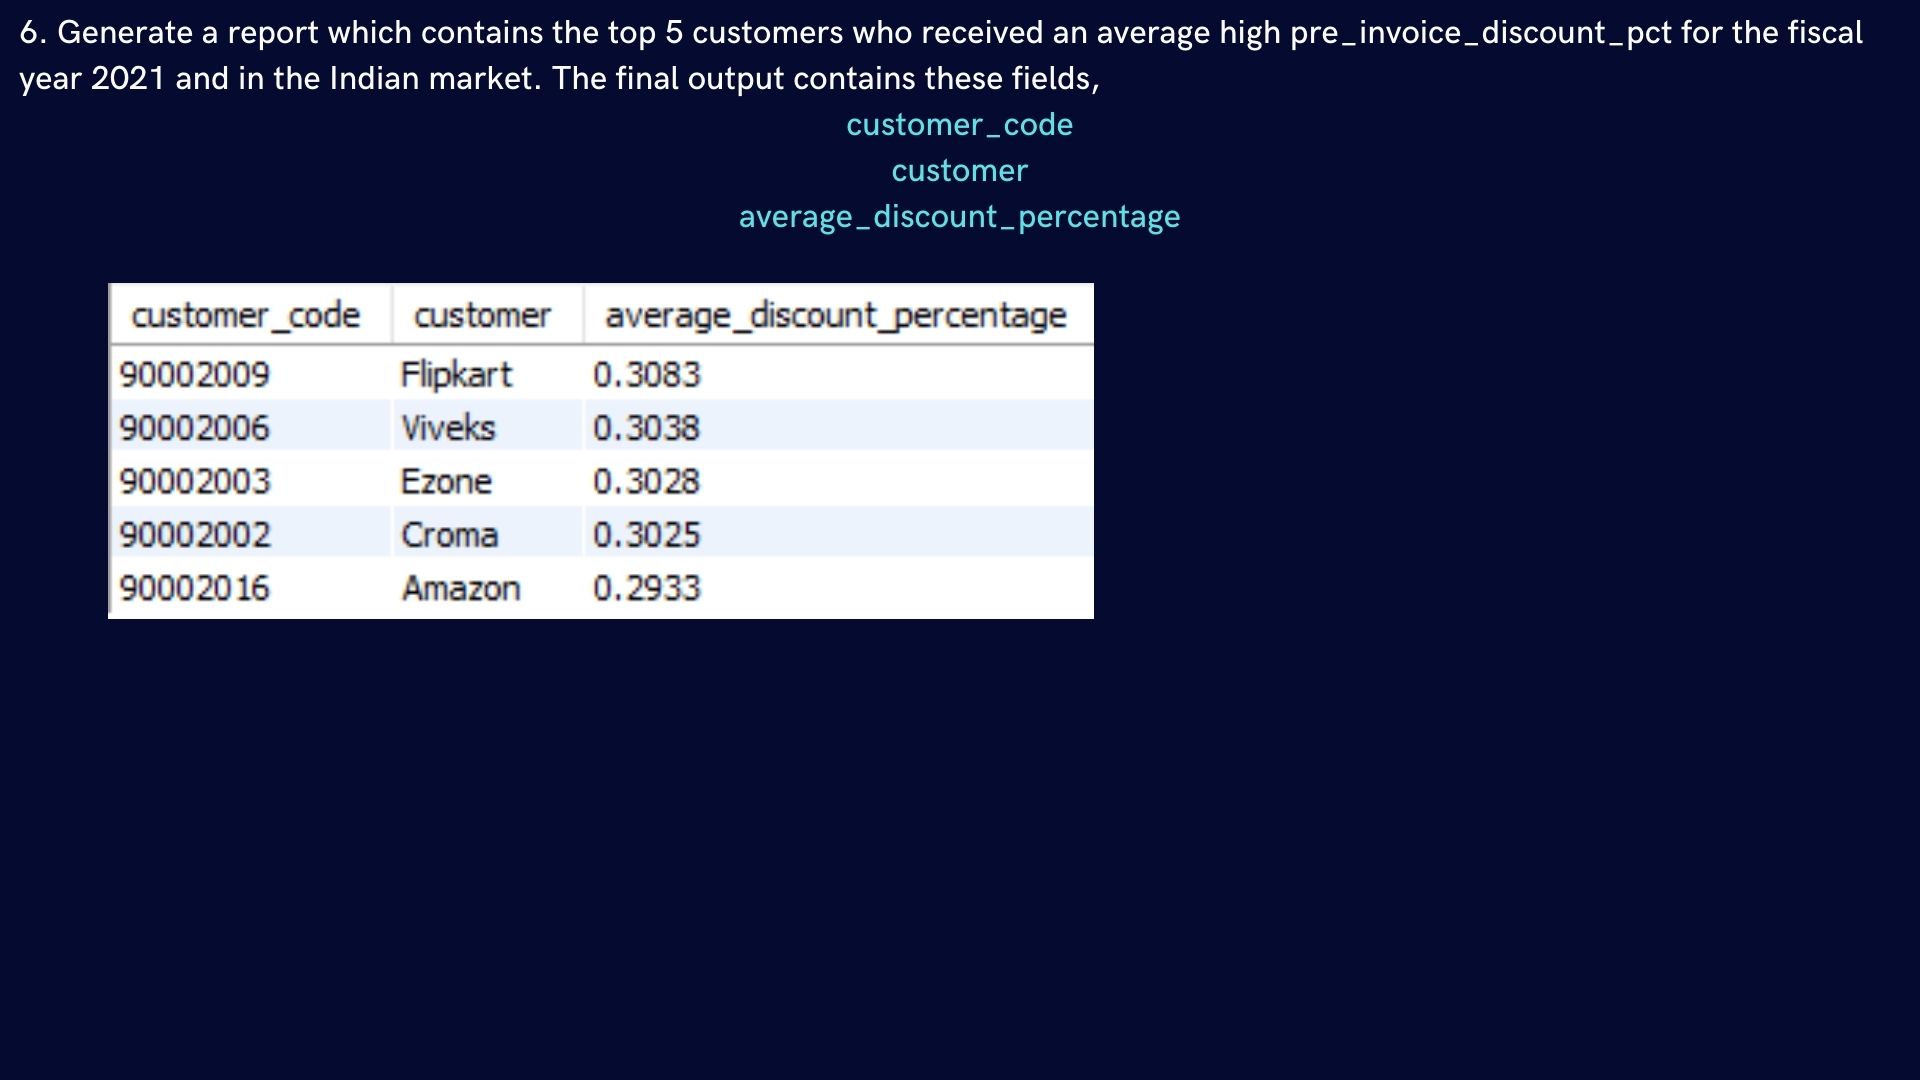 6. Generate a report which contains the top 5 customers who received an average high pre_invoice_discount_pct for the fiscal
year 2021 and in the Indian market. The final output contains these fields,
customer_code
customer
average_discount_percentage
customer_code customer average_discount_percentage
90002009 Flipkart 0.3083
90002006 Viveks 0.3038
90002003 Ezone 0.3028
90002002 Croma 0.3025
90002016 Amazon 0.2933